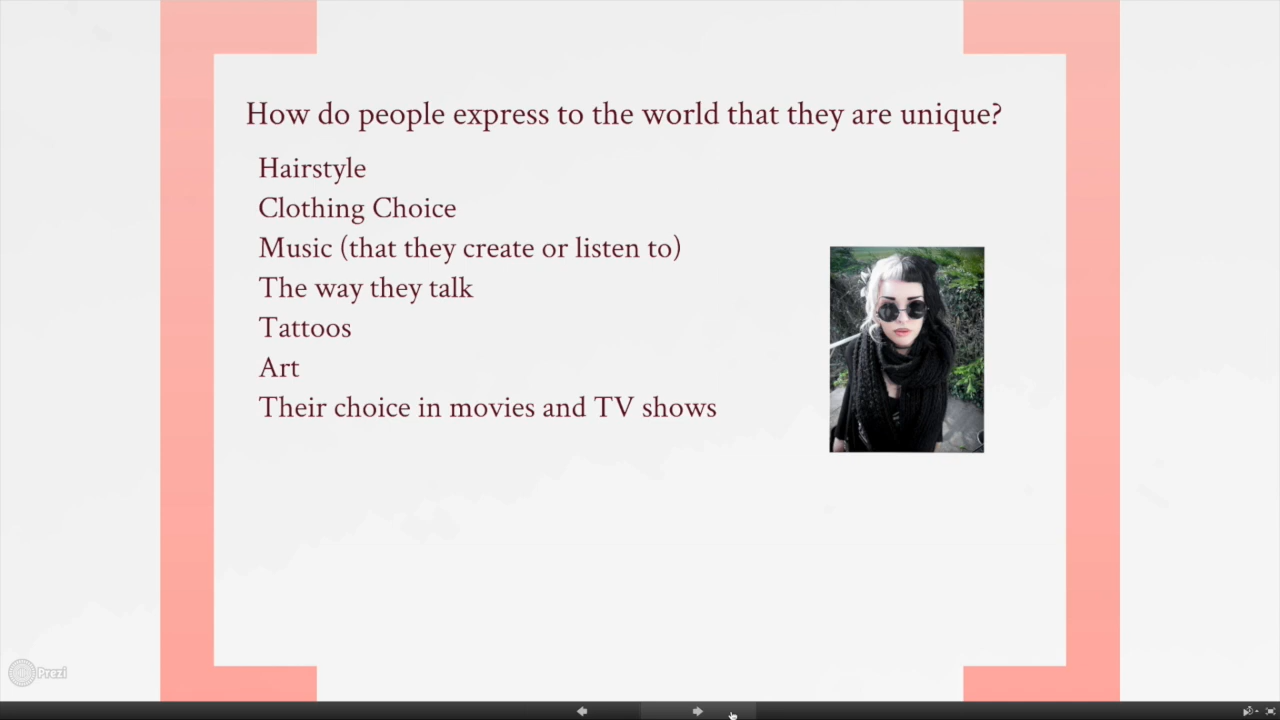 How do people express to the world that they are unique?
Hairstyle
Clothing Choice
Music (that they create or listen to)
The way they talk
Tattoos
Art
Their choice in movies and TV shows
Prezi